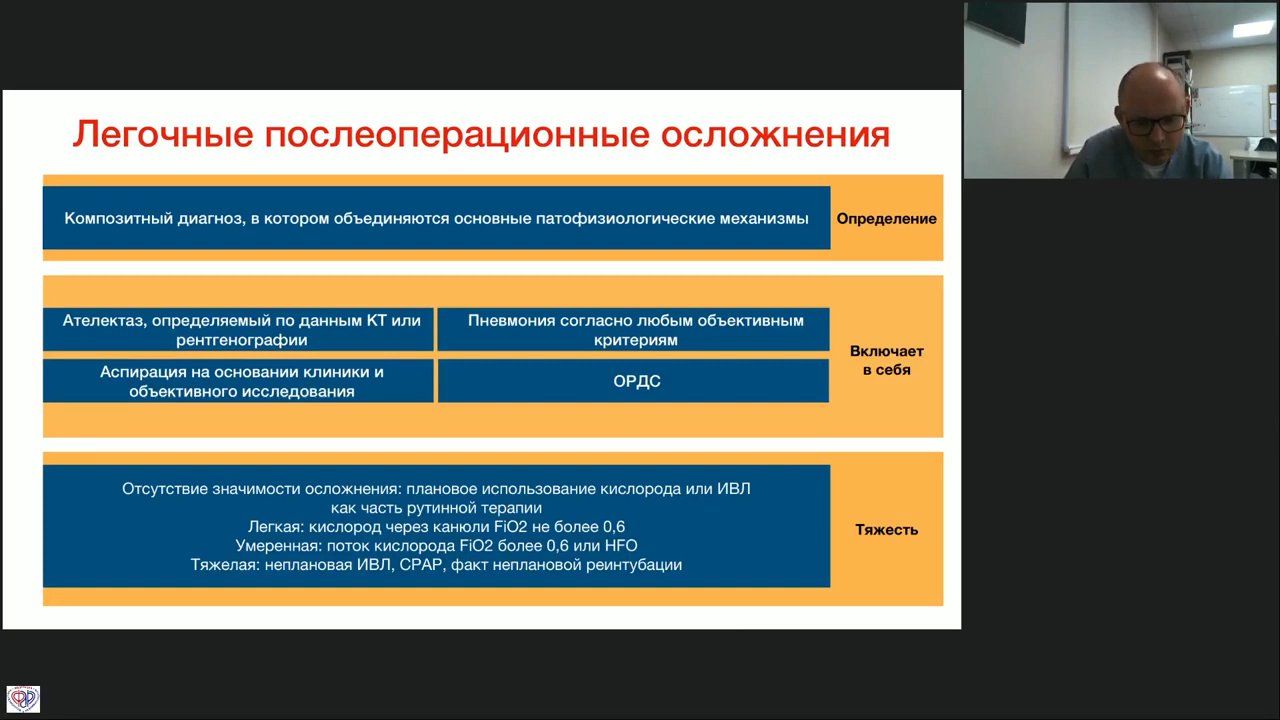 Легочные послеоперационные осложнения
Композитный диагноз, в котором объединяются основные патофизиологические механизмы
Определение
Ателектаз, определяемый по данным КТ или
рентгенографии
Пневмония согласно любым объективным
критериям
Аспирация на основании клиники и
объективного исследования
ОРДС
Включает
в себя
Отсутствие значимости осложнения: плановое использование кислорода или ИВЛ
как часть рутинной терапии
Легкая: кислород через канюли FiO2 не более 0,6
Умеренная: поток кислорода FiO2 более 0,6 или HFO
Тяжелая: неплановая ИВЛ, CPAP, факт неплановой реинтубации
Тяжесть